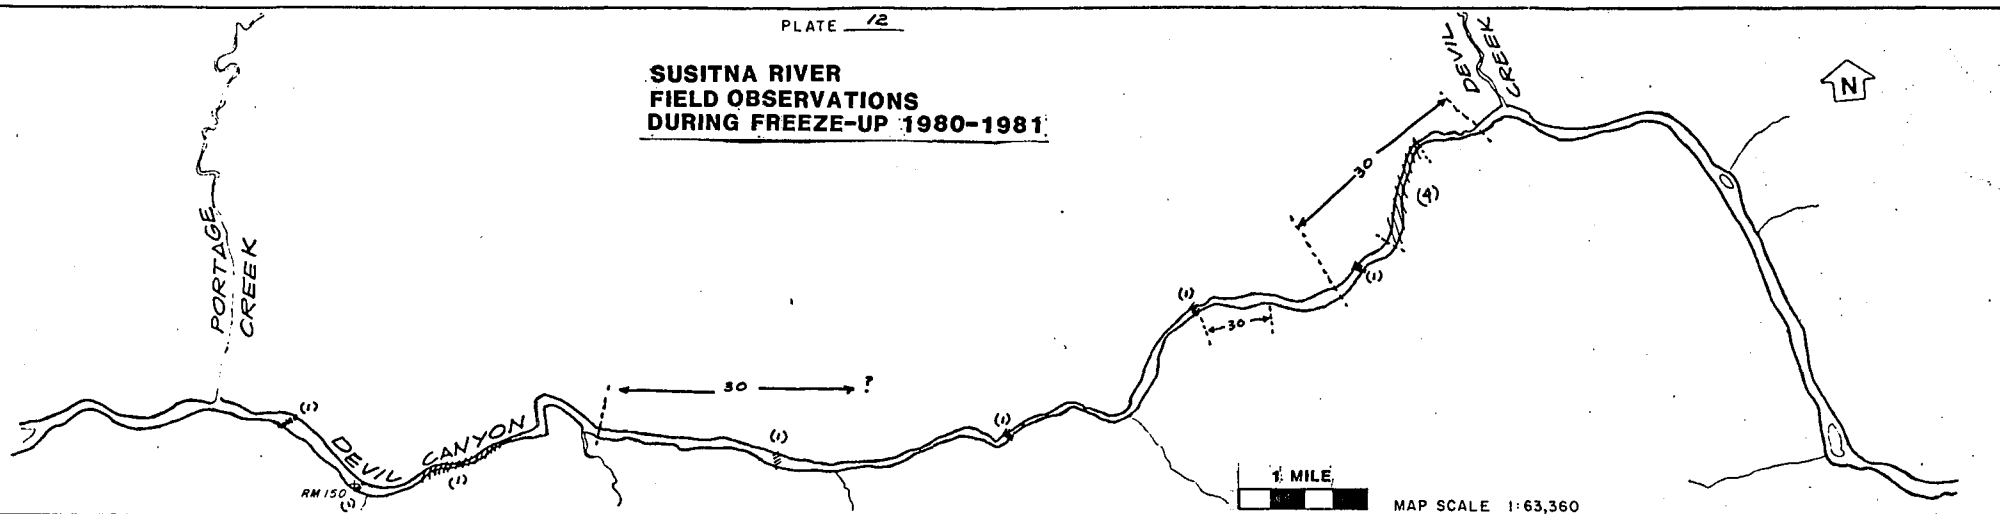 PLATE 12
SUSITNA RIVER
FIELD OBSERVATIONS
DURING FREEZE-UP 1980-1981
DEVIL
CREEK
N
30
(4)
(1)
(1)
30
PORTAGE
CREEK
30 ?
(1)
DEVIL CANYON
(1)
(1)
(1)
RM 150
(1)
1 MILE
MAP SCALE 1:63,360